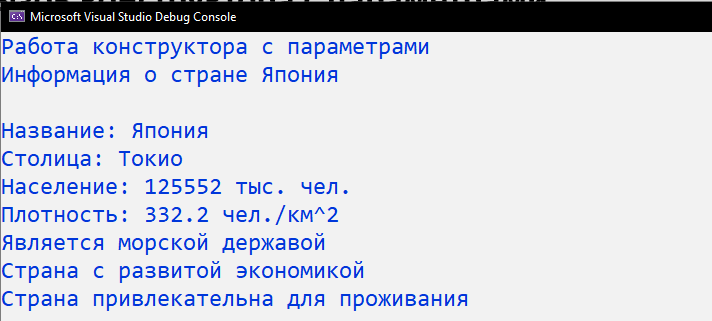 Microsoft Visual Studio Debug Console
Работа конструктора с параметрами
Информация о стране Япония
Название: Япония
Столица: Токио
Население: 125552 тыс. чел.
Плотность: 332.2 чел./км^2
Является морской державой
Страна с развитой экономикой
Страна привлекательна для проживания